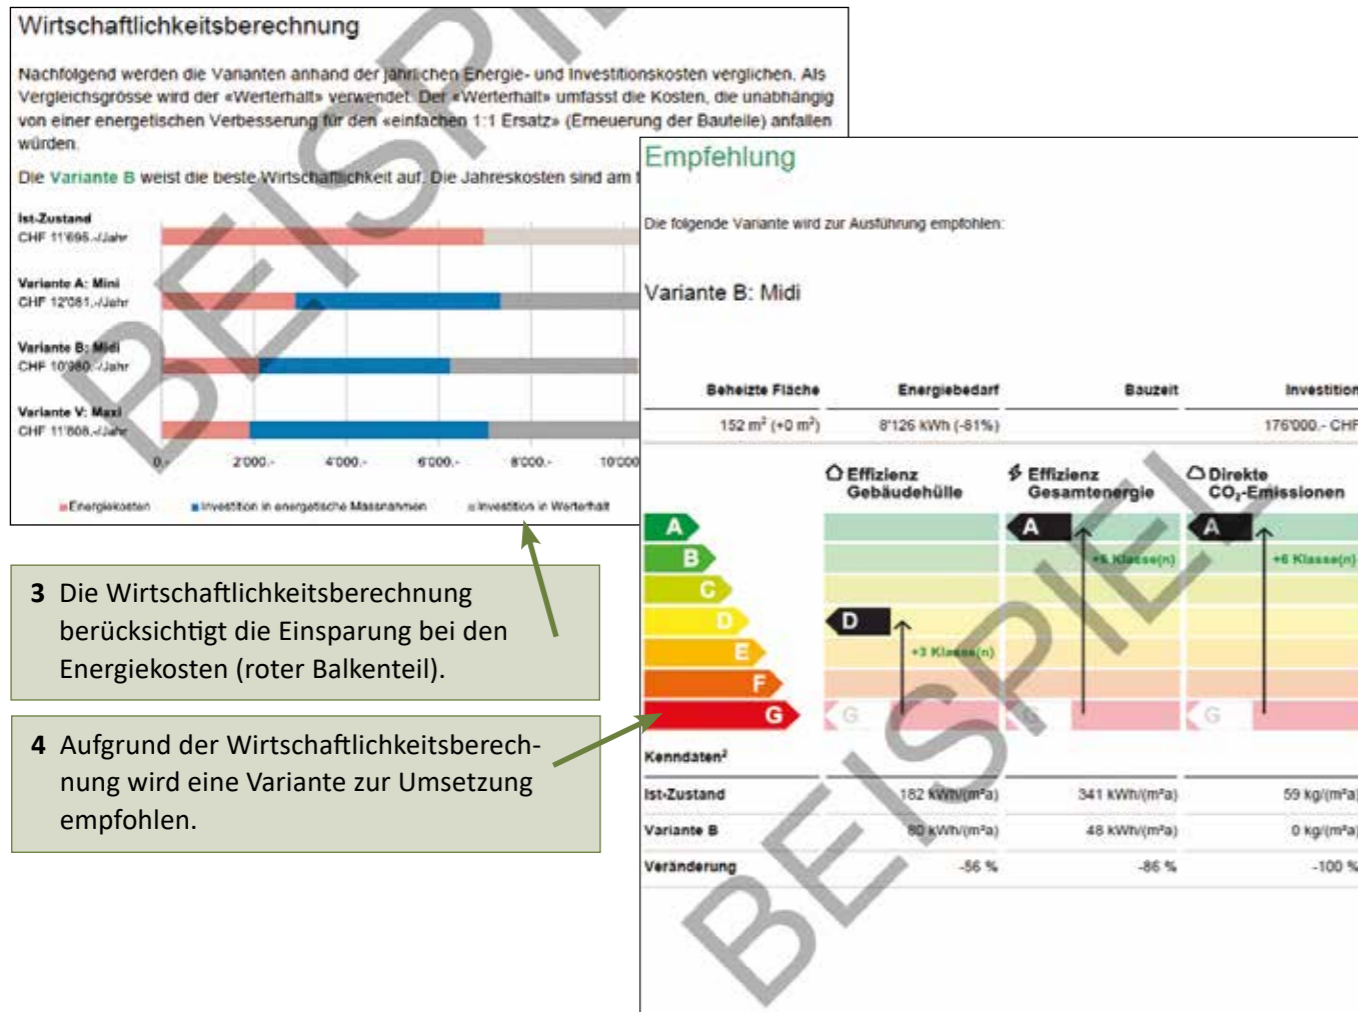 Wirtschaftlichkeitsberechnung
Nachfolgend werden die Varianten anhand der jährlichen Energie- und Investitionskosten verglichen. Als
Vergleichsgrösse wird der «Werterhalt» verwendet. Der «Werterhalt» umfasst die Kosten, die unabhängig
von einer energetischen Verbesserung für den «einfachen 1:1 Ersatz» (Erneuerung der Bauteile) anfallen
würden.
Die Variante B weist die beste Wirtschaftlichkeit auf. Die Jahreskosten sind am
Ist-Zustand
CHF 11'695.-/Jahr
Variante A: Mini
CHF 12'081.-/Jahr
Variante B: Midi
CHF 10'980.-/Jahr
Variante V: Maxi
CHF 11'808.-/Jahr
0.- 2'000.- 4'000.- 6'000.- 8'000.- 10'000
Energiekosten Investition in energetische Massnahmen Investition in Werterhalt
BEISPIEL
3 Die Wirtschaftlichkeitsberechnung
berücksichtigt die Einsparung bei den
Energiekosten (roter Balkenteil).
4 Aufgrund der Wirtschaftlichkeitsberech-
nung wird eine Variante zur Umsetzung
empfohlen.
Empfehlung
Die folgende Variante wird zur Ausführung empfohlen:
Variante B: Midi
Beheizte Fläche Energiebedarf Bauzeit Investition
152 m² (+0 m²) 8'126 kWh (-81%) 176'000.- CHF
Effizienz Gebäudehülle
Effizienz Gesamtenergie
Direkte CO₂-Emissionen
A A A
B +6 Klasse(n) +6 Klasse(n)
C
D D
E +3 Klasse(n)
F
G G G G
Kenndaten²
Ist-Zustand 182 kWh/(m²a) 341 kWh/(m²a) 59 kg/(m²a)
Variante B 80 kWh/(m²a) 48 kWh/(m²a) 0 kg/(m²a)
Veränderung -56 % -86 % -100 %
BEISPIEL